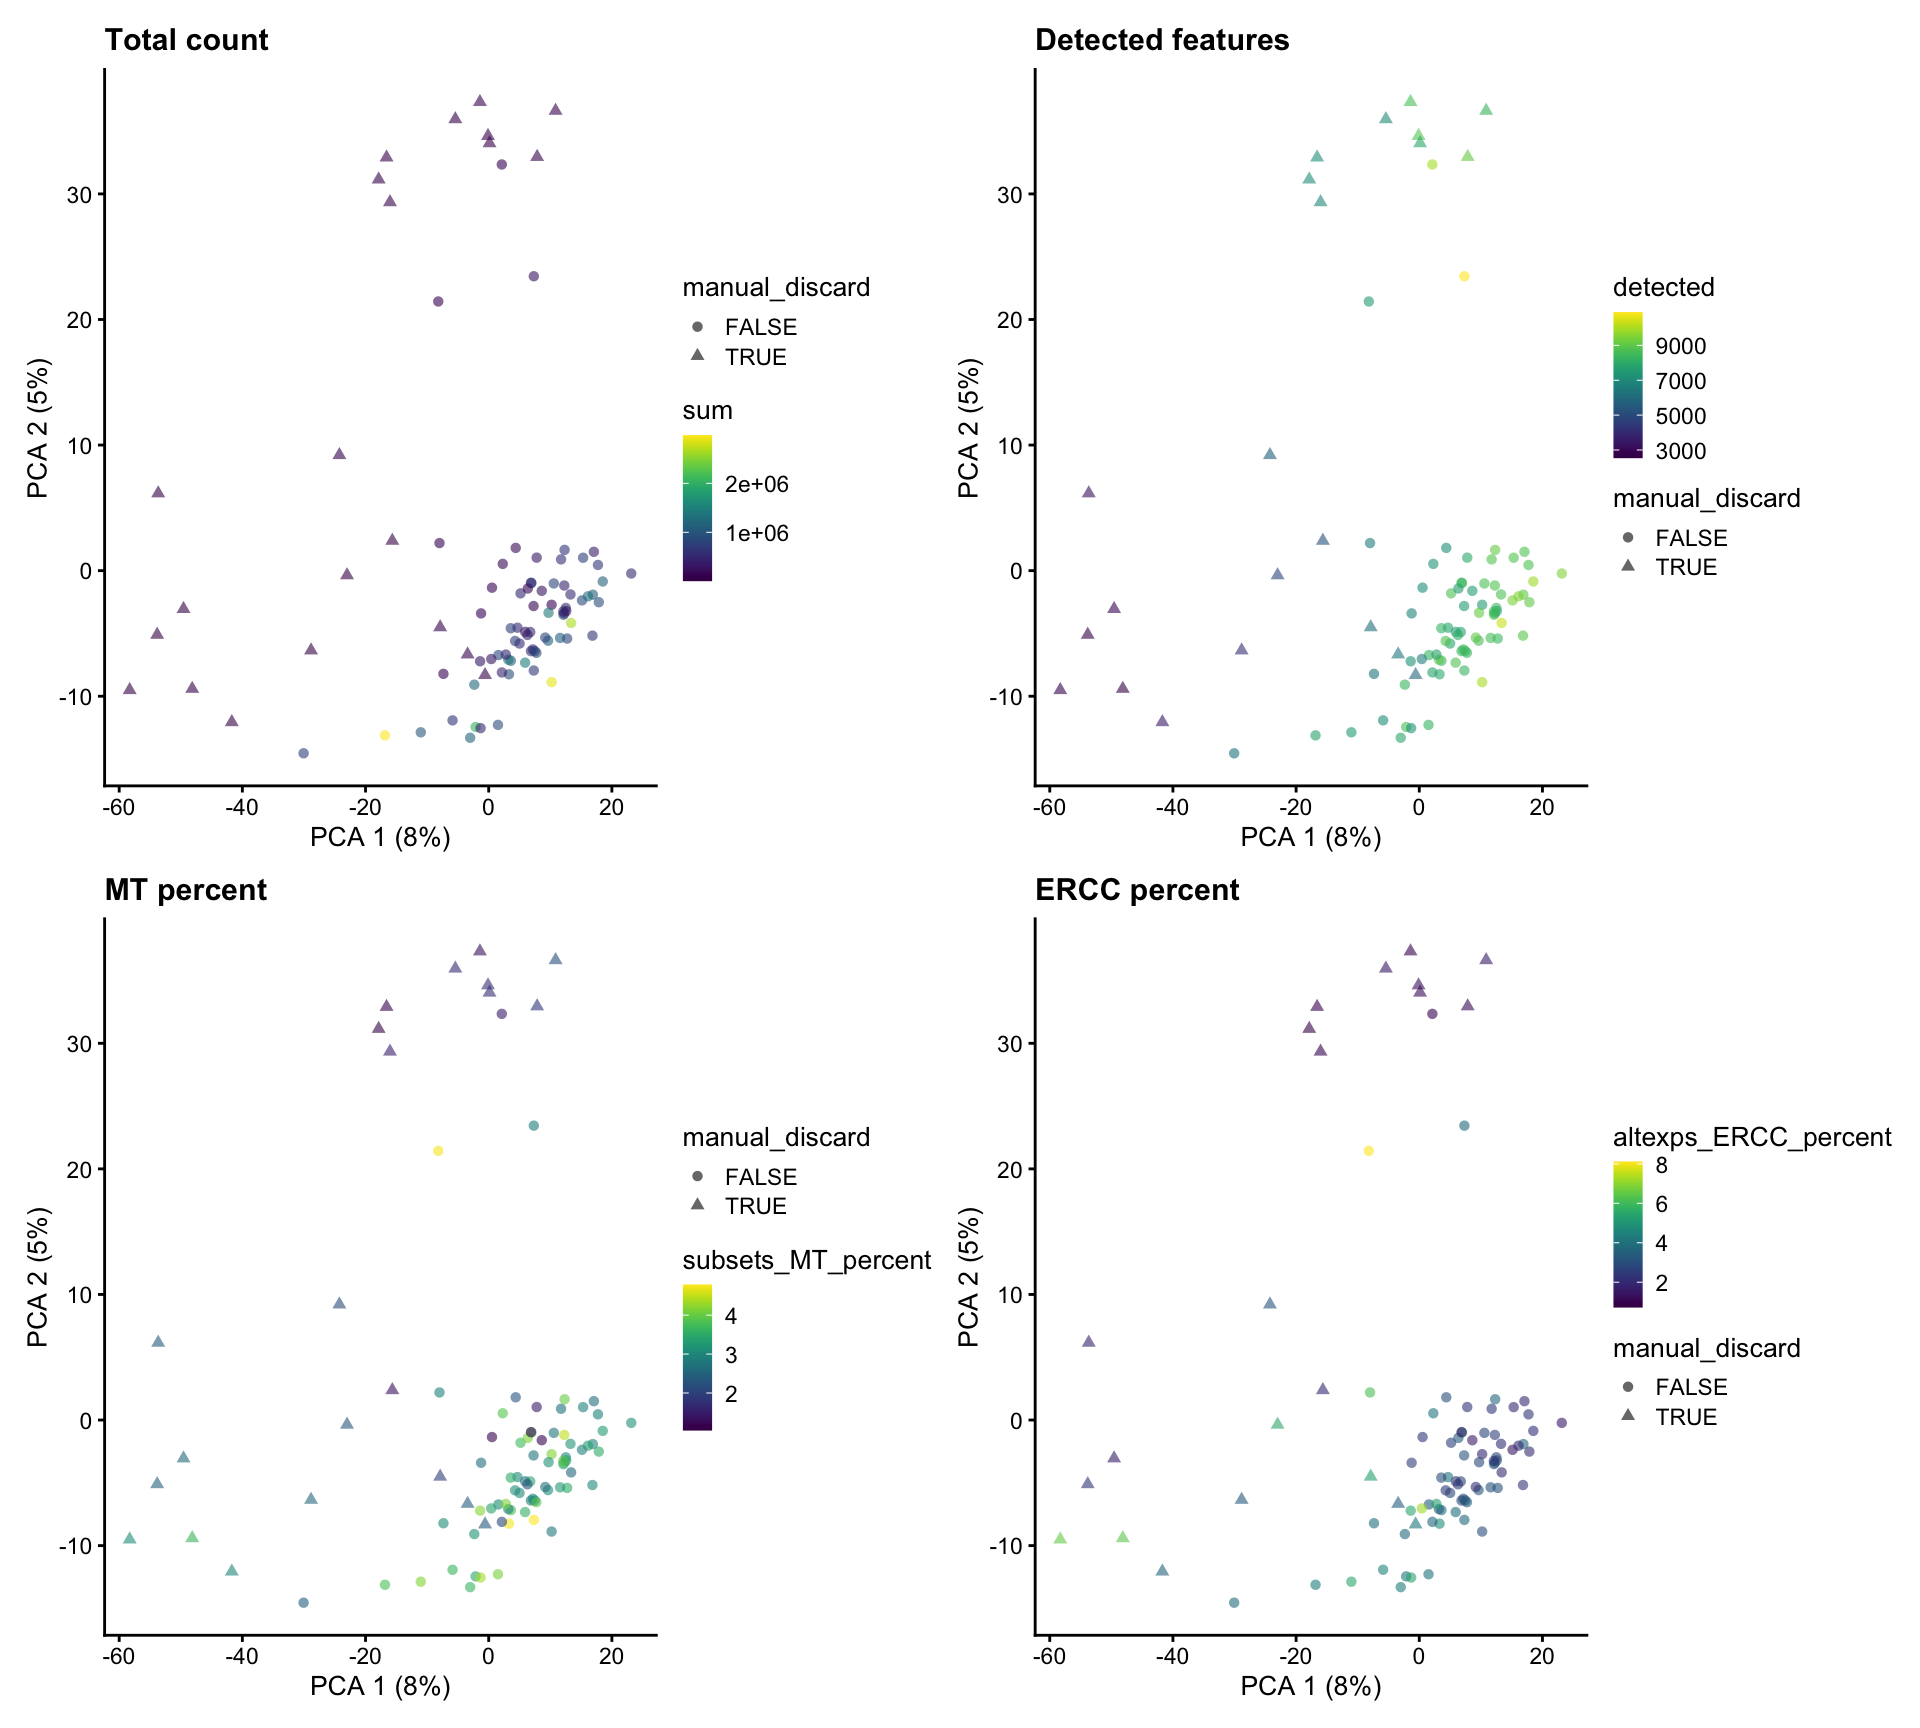 Total count
30
20
10
0
-10
-60 -40 -20 0 20
PCA 1 (8%)
PCA 2 (5%)
manual_discard
FALSE
TRUE
sum
2e+06
1e+06
Detected features
30
20
10
0
-10
-60 -40 -20 0 20
PCA 1 (8%)
PCA 2 (5%)
detected
9000
7000
5000
3000
manual_discard
FALSE
TRUE
MT percent
30
20
10
0
-10
-60 -40 -20 0 20
PCA 1 (8%)
PCA 2 (5%)
manual_discard
FALSE
TRUE
subsets_MT_percent
4
3
2
ERCC percent
30
20
10
0
-10
-60 -40 -20 0 20
PCA 1 (8%)
PCA 2 (5%)
altexps_ERCC_percent
8
6
4
2
manual_discard
FALSE
TRUE